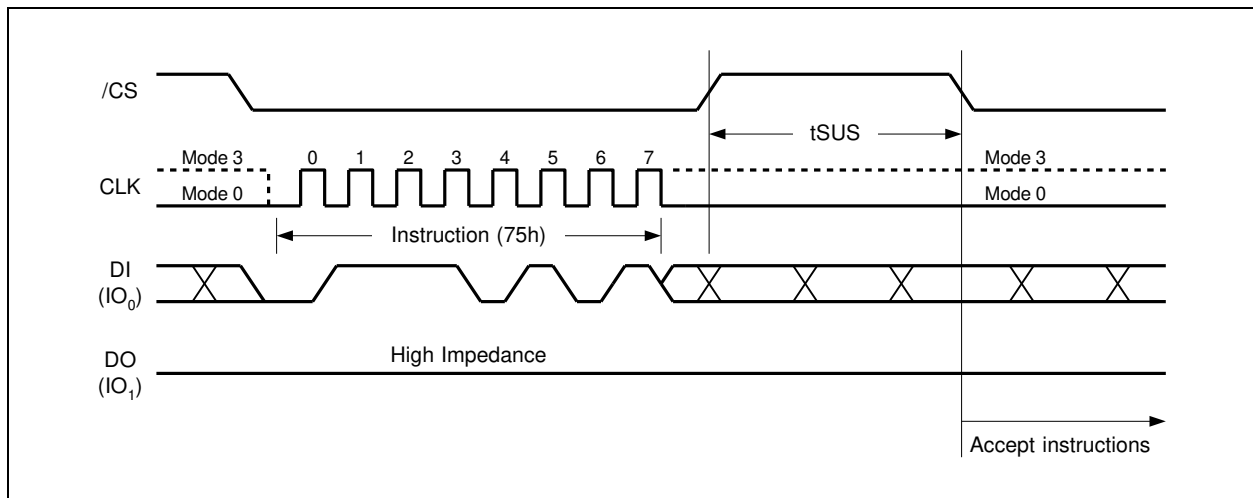 /CS
tSUS
Mode 3 0 1 2 3 4 5 6 7 Mode 3
CLK
Mode 0 Mode 0
Instruction (75h)
DI
(IO₀)
High Impedance
DO
(IO₁)
Accept instructions